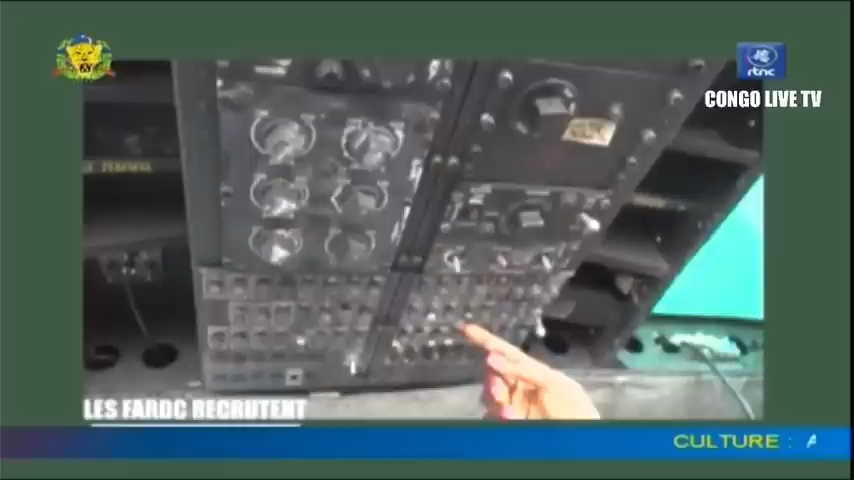 rtnc
CONGO LIVE TV
LES FARDC RECRUTENT
CULTURE : A